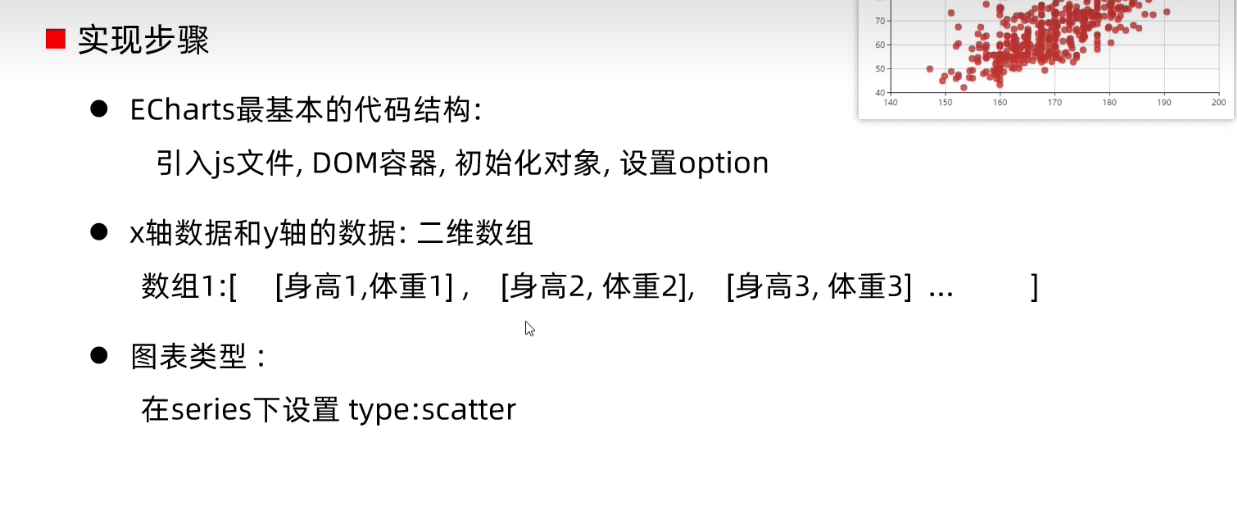 实现步骤
70
60
50
40
140 150 160 170 180 190 200
● ECharts最基本的代码结构:
引入js文件, DOM容器, 初始化对象, 设置option
● x轴数据和y轴的数据: 二维数组
数组1:[ [身高1,体重1] , [身高2, 体重2], [身高3, 体重3] ... ]
● 图表类型 :
在series下设置 type:scatter